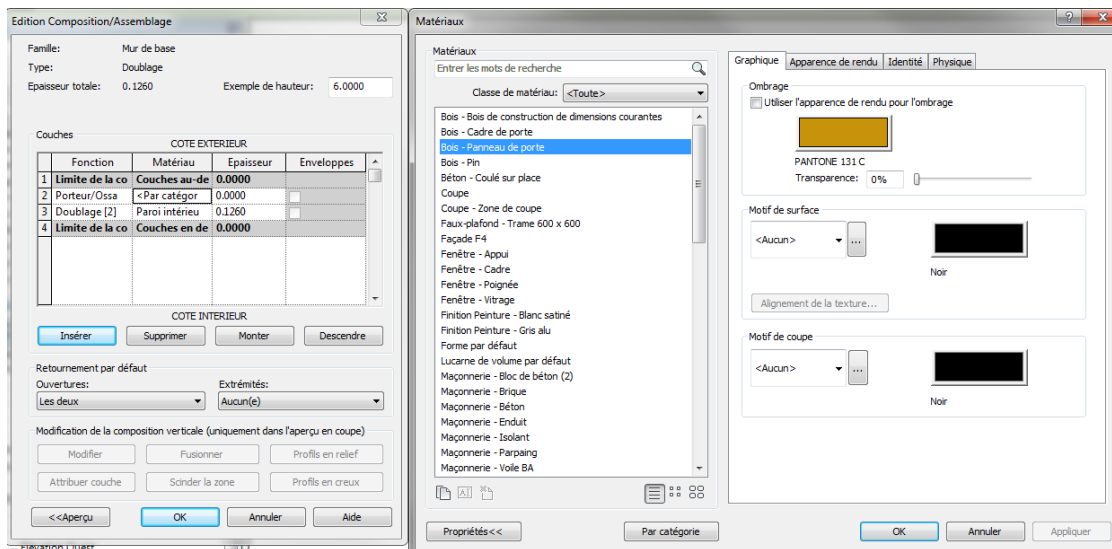 Edition Composition/Assemblage
Famille: Mur de base
Type: Doublage
Epaisseur totale: 0.1260 Exemple de hauteur: 6.0000
Couches
COTE EXTERIEUR
Fonction Matériau Epaisseur Enveloppes
1 Limite de la co Couches au-de 0.0000
2 Porteur/Ossa <Par catégor 0.0000
3 Doublage [2] Paroi intérieu 0.1260
4 Limite de la co Couches en de 0.0000
COTE INTERIEUR
Insérer Supprimer Monter Descendre
Retournement par défaut
Ouvertures: Extrémités:
Les deux Aucun(e)
Modification de la composition verticale (uniquement dans l'aperçu en coupe)
Modifier Fusionner Profils en relief
Attribuer couche Scinder la zone Profils en creux
<<Aperçu OK Annuler Aide
Elévation Ouest
Matériaux
Matériaux
Entrer les mots de recherche
Classe de matériau: <Toute>
Bois - Bois de construction de dimensions courantes
Bois - Cadre de porte
Bois - Panneau de porte
Bois - Pin
Béton - Coulé sur place
Coupe
Coupe - Zone de coupe
Faux-plafond - Trame 600 x 600
Façade F4
Fenêtre - Appui
Fenêtre - Cadre
Fenêtre - Poignée
Fenêtre - Vitrage
Finition Peinture - Blanc satiné
Finition Peinture - Gris alu
Forme par défaut
Lucarne de volume par défaut
Maçonnerie - Bloc de béton (2)
Maçonnerie - Brique
Maçonnerie - Béton
Maçonnerie - Enduit
Maçonnerie - Isolant
Maçonnerie - Parpaing
Maçonnerie - Voile BA
Propriétés<< Par catégorie
Graphique Apparence de rendu Identité Physique
Ombrage
Utiliser l'apparence de rendu pour l'ombrage
PANTONE 131 C
Transparence: 0%
Motif de surface
<Aucun> ...
Noir
Alignement de la texture...
Motif de coupe
<Aucun> ...
Noir
OK Annuler Appliquer